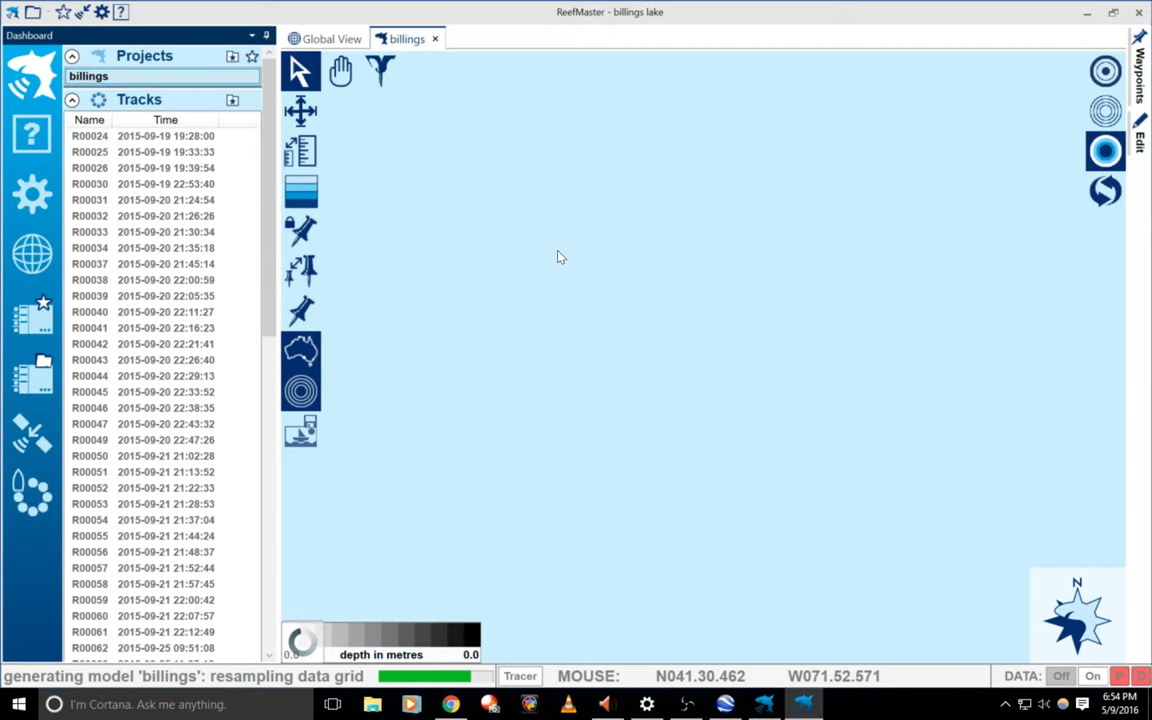 ReefMaster - billings lake
Dashboard
Global View
billings
Projects
billings
Tracks
Name Time
R00024 2015-09-19 19:28:00
R00025 2015-09-19 19:33:33
R00026 2015-09-19 19:39:54
R00030 2015-09-19 22:53:40
R00031 2015-09-20 21:24:54
R00032 2015-09-20 21:26:26
R00033 2015-09-20 21:30:34
R00034 2015-09-20 21:35:18
R00037 2015-09-20 21:45:14
R00038 2015-09-20 22:00:59
R00039 2015-09-20 22:05:35
R00040 2015-09-20 22:11:27
R00041 2015-09-20 22:16:23
R00042 2015-09-20 22:21:41
R00043 2015-09-20 22:26:40
R00044 2015-09-20 22:29:13
R00045 2015-09-20 22:33:52
R00046 2015-09-20 22:38:35
R00047 2015-09-20 22:43:32
R00049 2015-09-20 22:47:26
R00050 2015-09-21 21:02:28
R00051 2015-09-21 21:13:52
R00052 2015-09-21 21:22:33
R00053 2015-09-21 21:28:53
R00054 2015-09-21 21:37:04
R00055 2015-09-21 21:44:24
R00056 2015-09-21 21:48:37
R00057 2015-09-21 21:52:44
R00058 2015-09-21 21:57:45
R00059 2015-09-21 22:00:42
R00060 2015-09-21 22:07:57
R00061 2015-09-21 22:12:49
R00062 2015-09-25 09:51:08
Waypoints
Edit
N
0.0 depth in metres 0.0
generating model 'billings': resampling data grid
Tracer
MOUSE: N041.30.462 W071.52.571
DATA: Off On P D
I'm Cortana. Ask me anything.
6:54 PM
5/9/2016